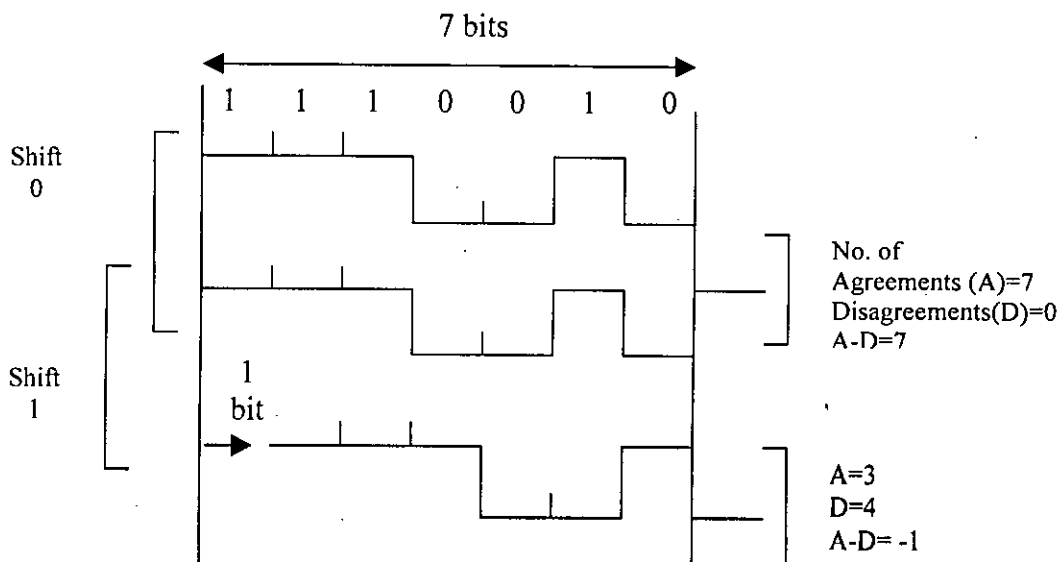 7 bits
1 1 1 0 0 1 0
Shift
0
No. of
Agreements (A)=7
Disagreements(D)=0
A-D=7
Shift
1
1
bit
A=3
D=4
A-D= -1